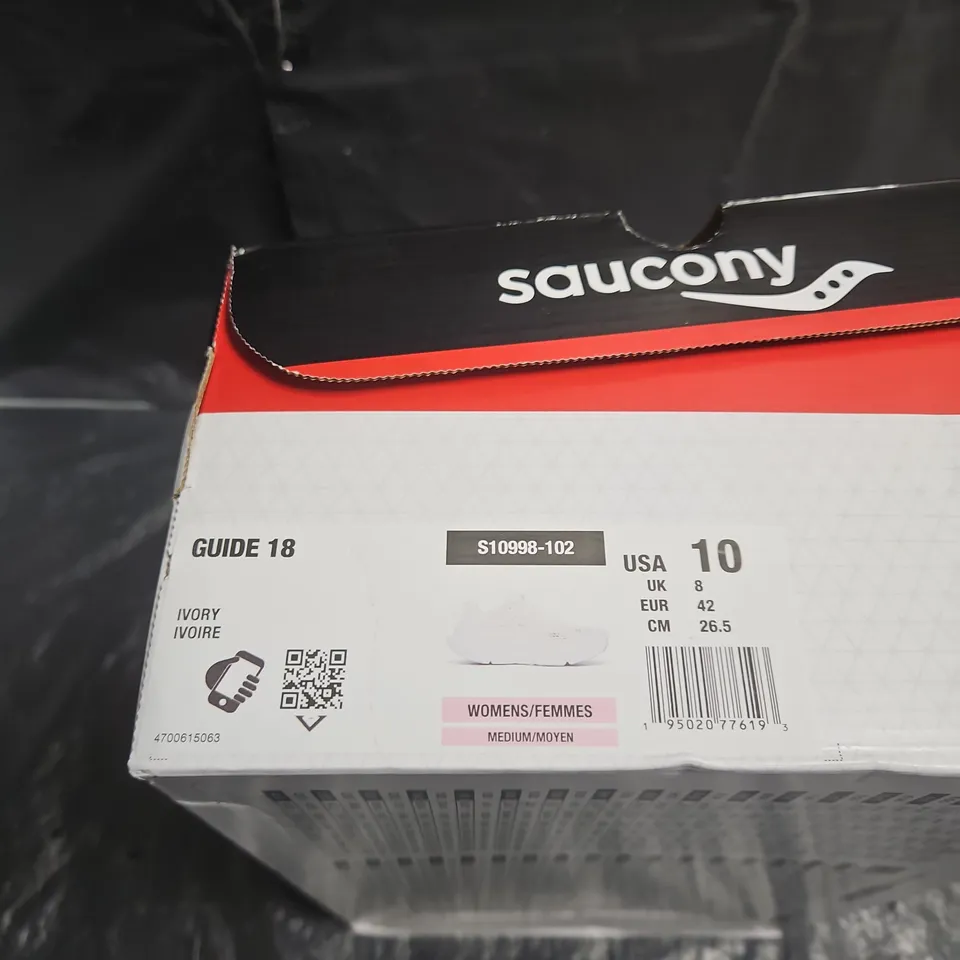 saucony
GUIDE 18
S10998-102
USA 10
UK 8
EUR 42
CM 26.5
IVORY
IVOIRE
WOMENS/FEMMES
MEDIUM/MOYEN
4700615063
1 95020 77619 3